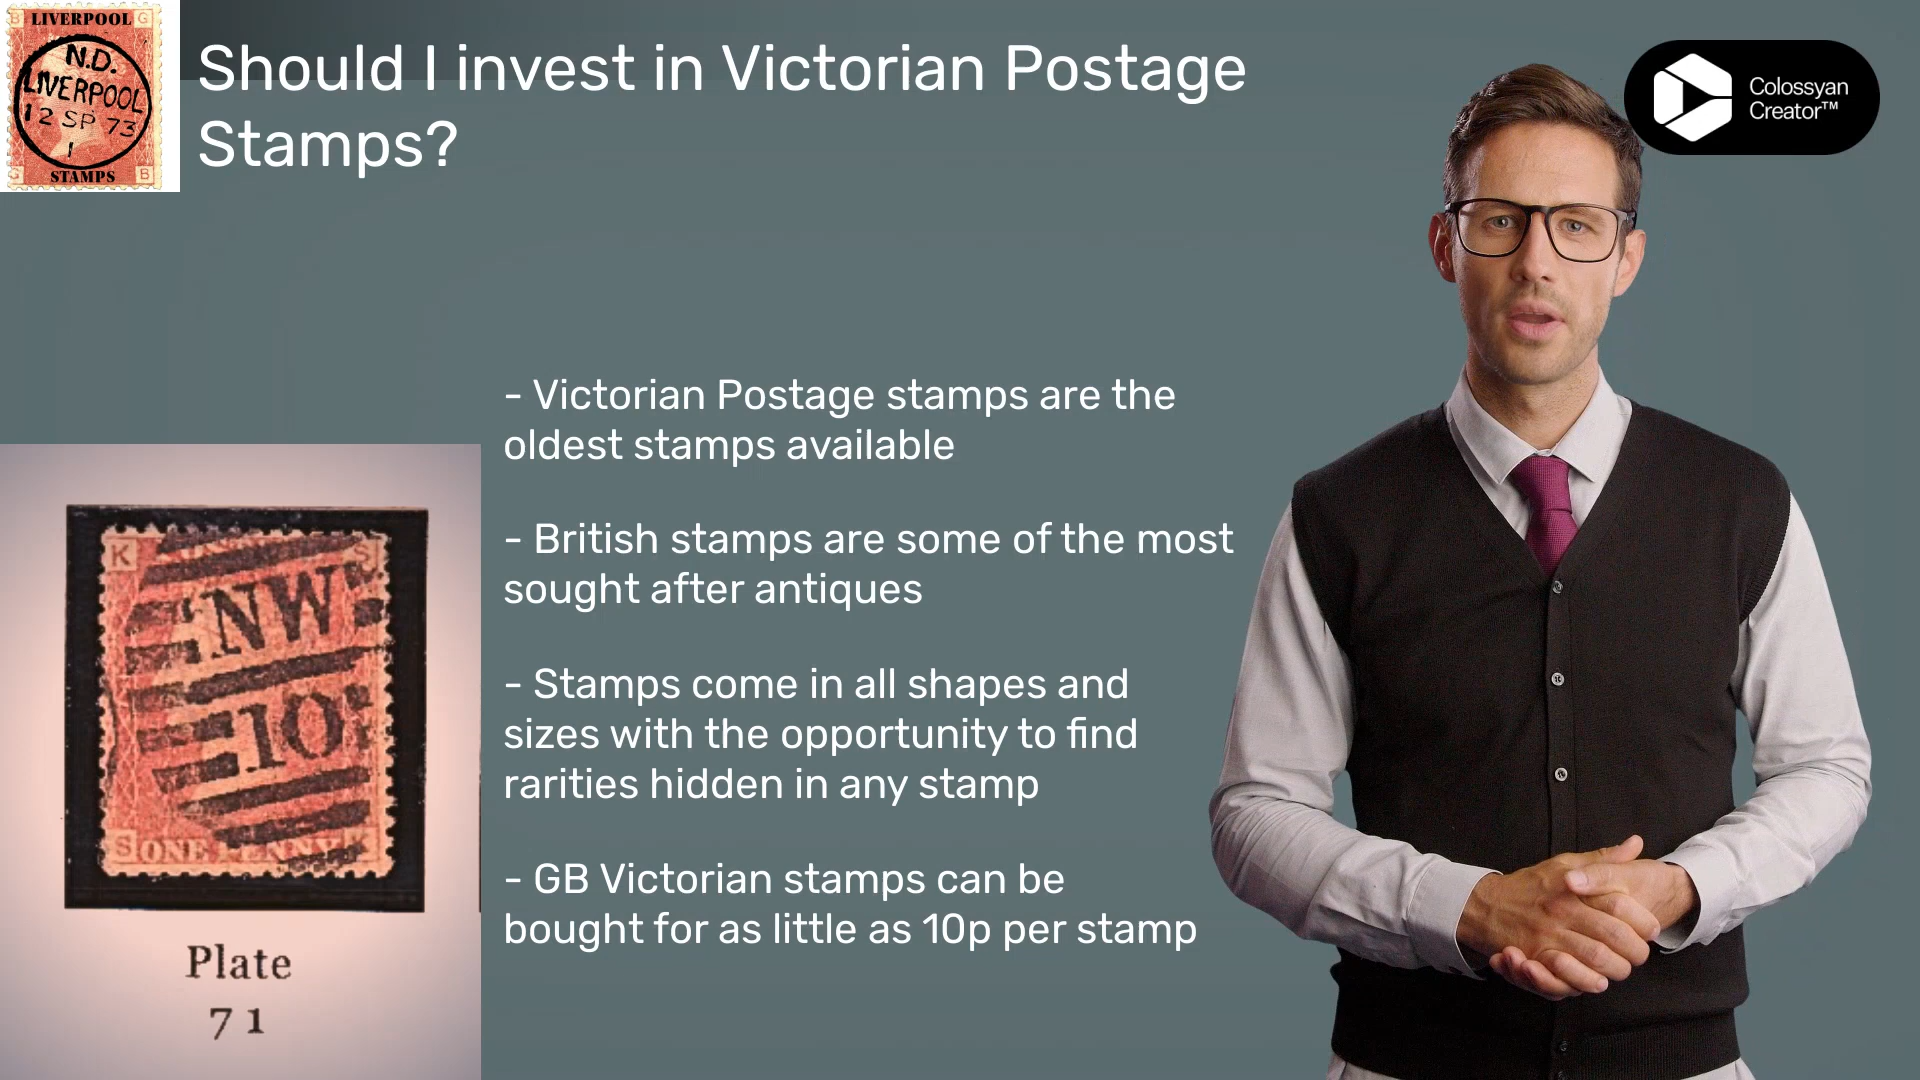 B LIVERPOOL G
N.D.
LIVERPOOL
12 SP 73
1
G STAMPS B
Should I invest in Victorian Postage
Stamps?
Colossyan
Creator™
- Victorian Postage stamps are the
oldest stamps available
- British stamps are some of the most
sought after antiques
- Stamps come in all shapes and
sizes with the opportunity to find
rarities hidden in any stamp
- GB Victorian stamps can be
bought for as little as 10p per stamp
K S
NW
10
S ONE PENNY K
Plate
71